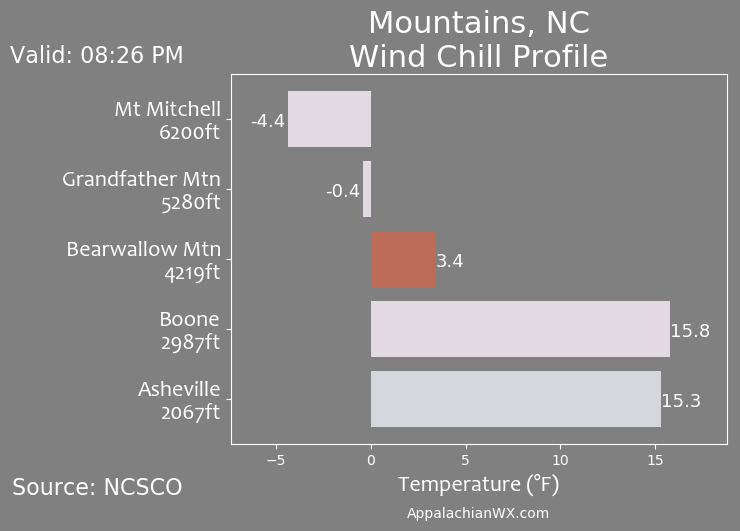 Mountains, NC
Wind Chill Profile
Valid: 08:26 PM
Mt Mitchell
6200ft
-4.4
Grandfather Mtn
5280ft
-0.4
Bearwallow Mtn
4219ft
3.4
Boone
2987ft
15.8
Asheville
2067ft
15.3
−5 0 5 10 15
Temperature (°F)
Source: NCSCO
AppalachianWX.com